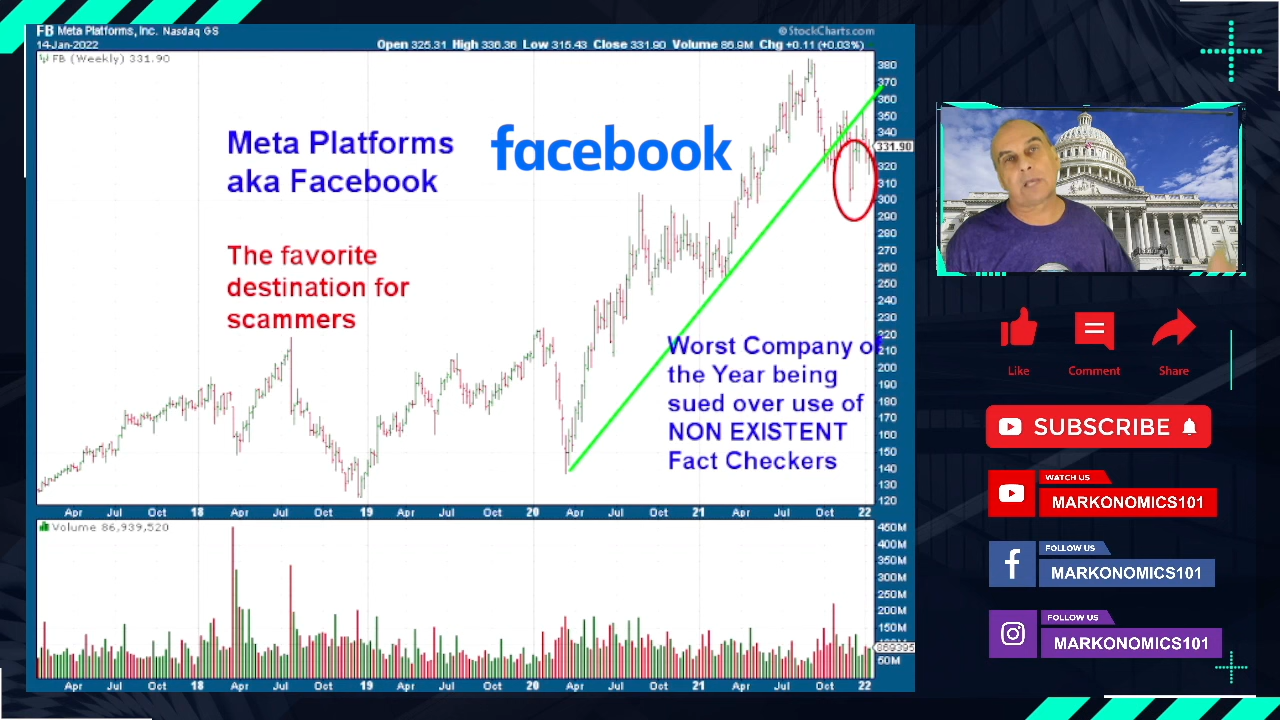 FB Meta Platforms, Inc. Nasdaq GS
©StockCharts.com
14-Jan-2022
Open 325.31 High 336.36 Low 315.43 Close 331.90 Volume 86.9M Chg +0.11 (+0.03%)
FB (Weekly) 331.90
Meta Platforms
aka Facebook
facebook
The favorite
destination for
scammers
Worst Company of
the Year being
sued over use of
NON EXISTENT
Fact Checkers
380
370
360
350
340
331.90
320
310
300
290
280
270
260
250
240
230
220
210
200
190
180
170
160
150
140
130
120
Apr Jul Oct 18 Apr Jul Oct 19 Apr Jul Oct 20 Apr Jul Oct 21 Apr Jul Oct 22
Volume 86,939,520
450M
400M
350M
300M
250M
200M
150M
869395
50M
Apr Jul Oct 18 Apr Jul Oct 19 Apr Jul Oct 20 Apr Jul Oct 21 Apr Jul Oct 22
Like Comment Share
SUBSCRIBE
WATCH US
MARKONOMICS101
FOLLOW US
MARKONOMICS101
FOLLOW US
MARKONOMICS101